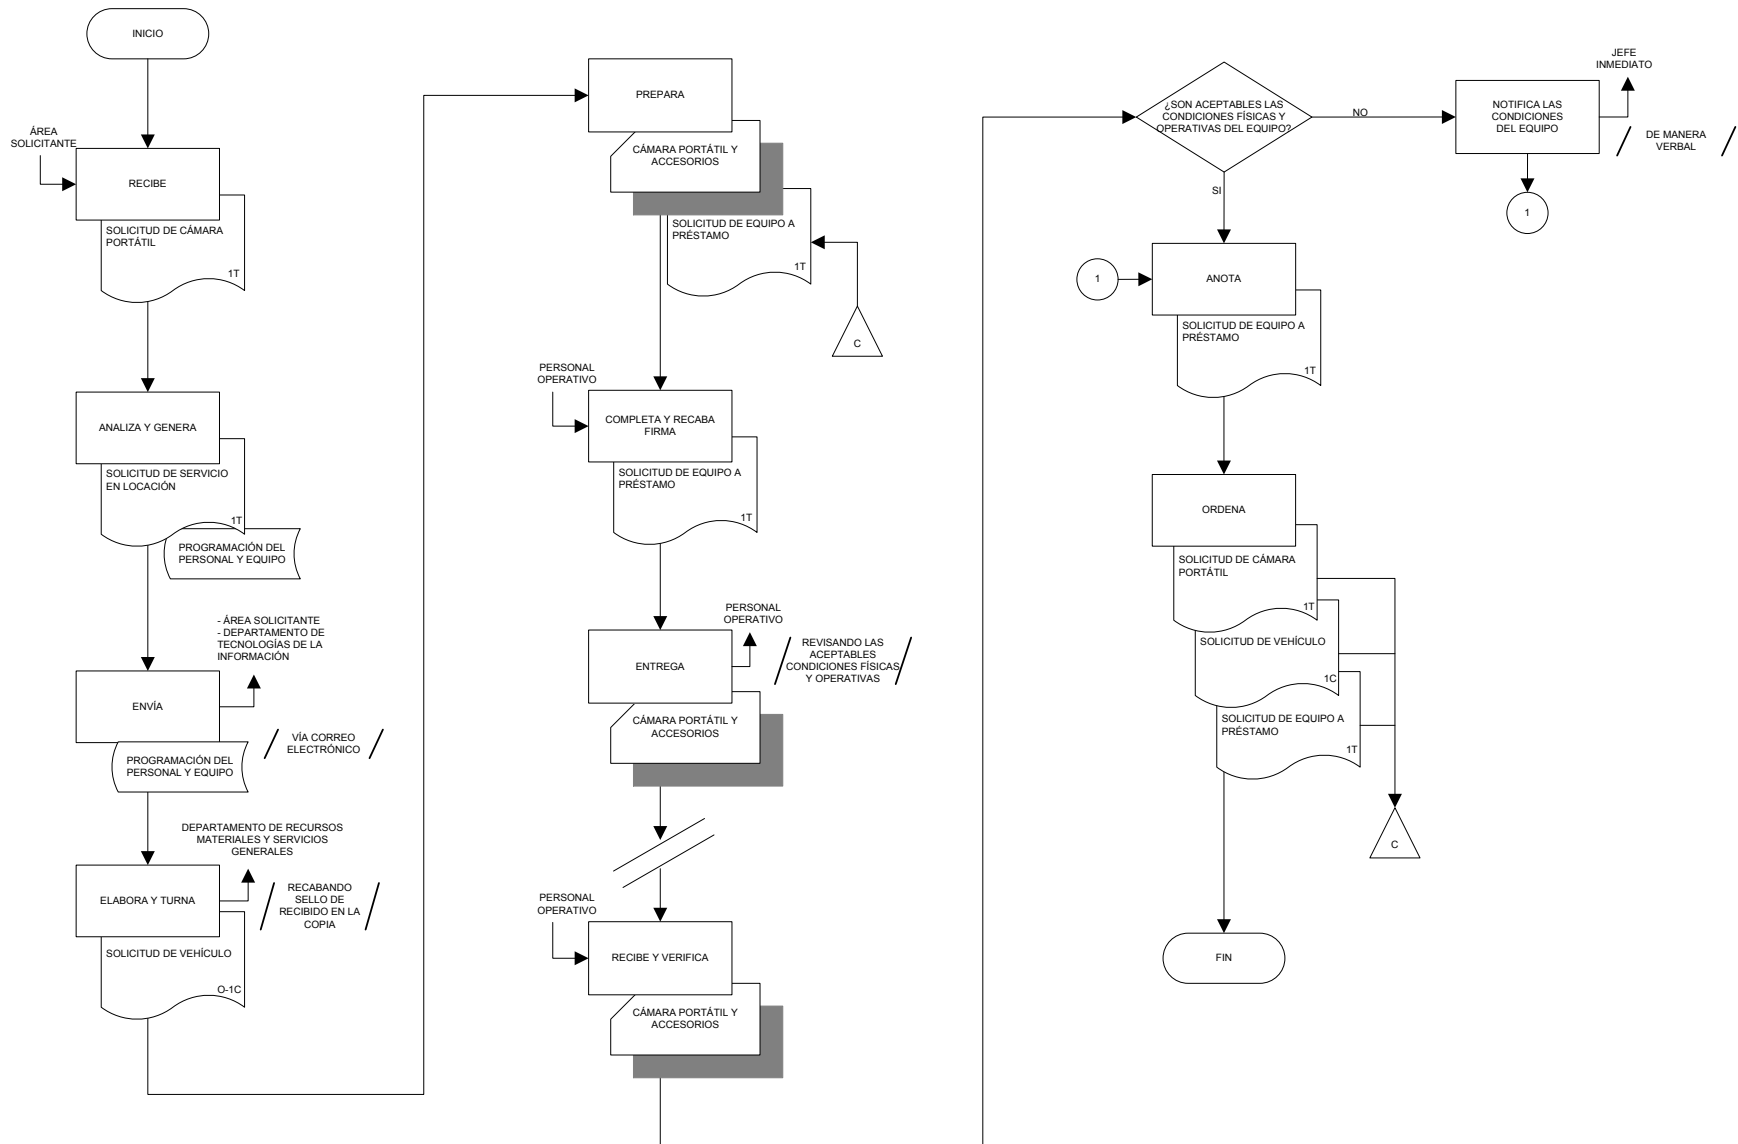 INICIO
ÁREA
SOLICITANTE
RECIBE
SOLICITUD DE CÁMARA
PORTÁTIL
1T
ANALIZA Y GENERA
SOLICITUD DE SERVICIO
EN LOCACIÓN
1T
PROGRAMACIÓN DEL
PERSONAL Y EQUIPO
- ÁREA SOLICITANTE
- DEPARTAMENTO DE
TECNOLOGÍAS DE LA
INFORMACIÓN
ENVÍA
/ VÍA CORREO /
ELECTRÓNICO
PROGRAMACIÓN DEL
PERSONAL Y EQUIPO
DEPARTAMENTO DE RECURSOS
MATERIALES Y SERVICIOS
GENERALES
ELABORA Y TURNA
/ RECABANDO /
SELLO DE
RECIBIDO EN LA
COPIA
SOLICITUD DE VEHÍCULO
O-1C
PREPARA
CÁMARA PORTÁTIL Y
ACCESORIOS
SOLICITUD DE EQUIPO A
PRÉSTAMO
1T
C
PERSONAL
OPERATIVO
COMPLETA Y RECABA
FIRMA
SOLICITUD DE EQUIPO A
PRÉSTAMO
1T
PERSONAL
OPERATIVO
ENTREGA
/ REVISANDO LAS /
ACEPTABLES
CONDICIONES FÍSICAS
Y OPERATIVAS
CÁMARA PORTÁTIL Y
ACCESORIOS
PERSONAL
OPERATIVO
RECIBE Y VERIFICA
CÁMARA PORTÁTIL Y
ACCESORIOS
¿SON ACEPTABLES LAS
CONDICIONES FÍSICAS Y
OPERATIVAS DEL EQUIPO?
NO
NOTIFICA LAS
CONDICIONES
DEL EQUIPO
JEFE
INMEDIATO
/ DE MANERA /
VERBAL
1
SI
1
ANOTA
SOLICITUD DE EQUIPO A
PRÉSTAMO
1T
ORDENA
SOLICITUD DE CÁMARA
PORTÁTIL
1T
SOLICITUD DE VEHÍCULO
1C
SOLICITUD DE EQUIPO A
PRÉSTAMO
1T
C
FIN